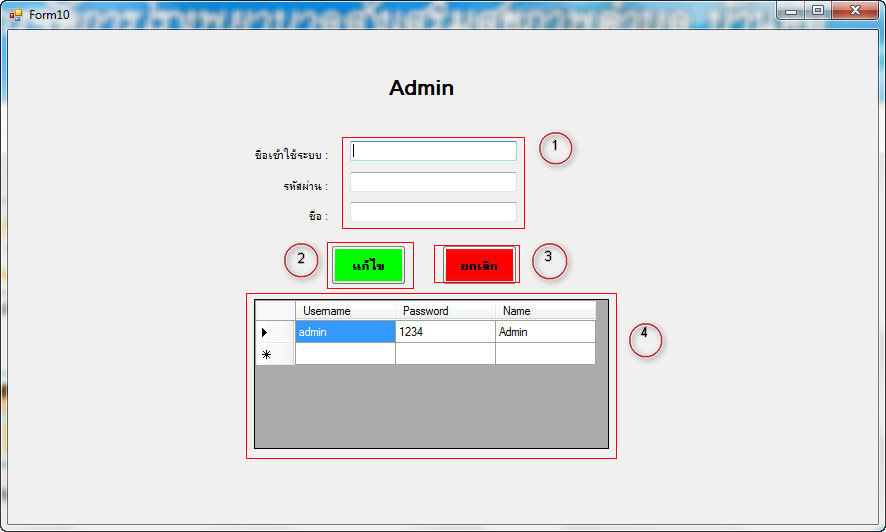 Form10
Admin
ชื่อเข้าใช้ระบบ :
1
รหัสผ่าน :
ชื่อ :
2
แก้ไข
ยกเลิก
3
Username Password Name
admin 1234 Admin
4